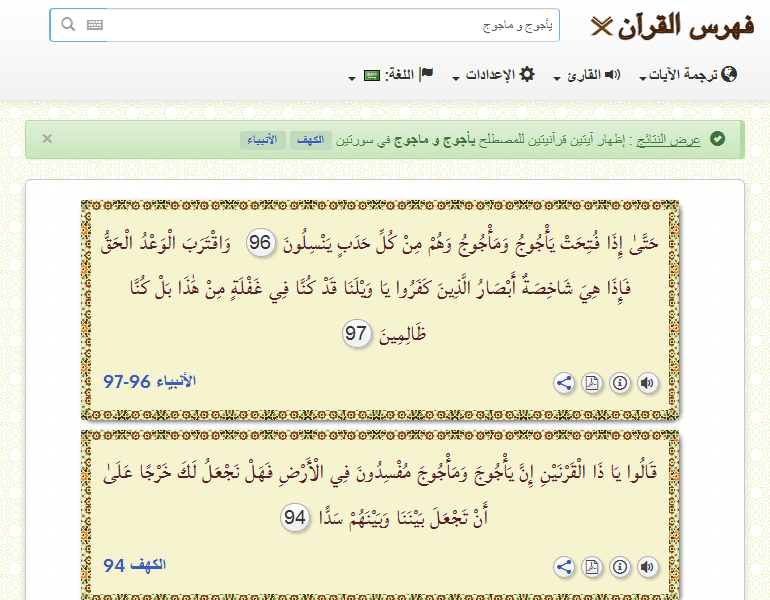 فهرس القرآن
يأجوج و ماجوج
ترجمة الآيات
القارئ
الإعدادات
اللغة:
عرض النتائج : إظهار آيتين قرآنيتين للمصطلح يأجوج و ماجوج في سورتين الكهف الأنبياء
حَتَّىٰ إِذَا فُتِحَتْ يَأْجُوجُ وَمَأْجُوجُ وَهُمْ مِنْ كُلِّ حَدَبٍ يَنْسِلُونَ 96 وَاقْتَرَبَ الْوَعْدُ الْحَقُّ
فَإِذَا هِيَ شَاخِصَةٌ أَبْصَارُ الَّذِينَ كَفَرُوا يَا وَيْلَنَا قَدْ كُنَّا فِي غَفْلَةٍ مِنْ هَٰذَا بَلْ كُنَّا
ظَالِمِينَ 97
الأنبياء 96-97
قَالُوا يَا ذَا الْقَرْنَيْنِ إِنَّ يَأْجُوجَ وَمَأْجُوجَ مُفْسِدُونَ فِي الْأَرْضِ فَهَلْ نَجْعَلُ لَكَ خَرْجًا عَلَىٰ
أَنْ تَجْعَلَ بَيْنَنَا وَبَيْنَهُمْ سَدًّا 94
الكهف 94